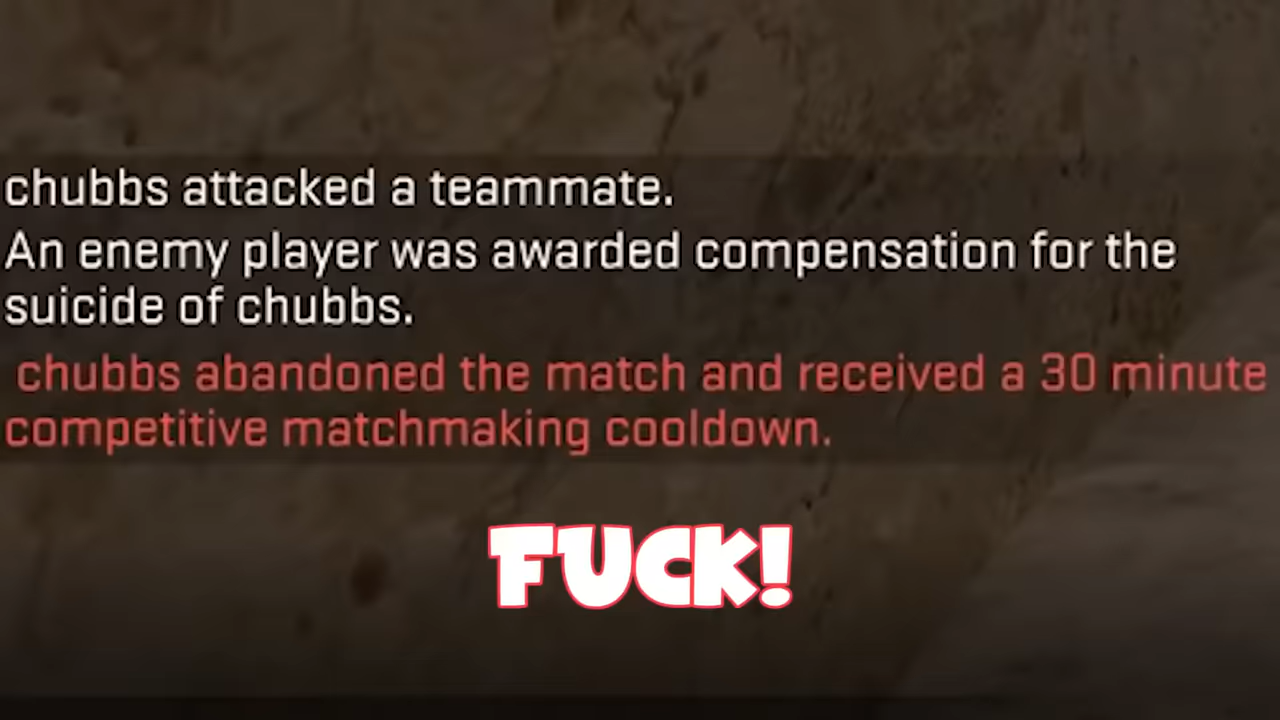 chubbs attacked a teammate.
An enemy player was awarded compensation for the
suicide of chubbs.
chubbs abandoned the match and received a 30 minute
competitive matchmaking cooldown.
FUCK!